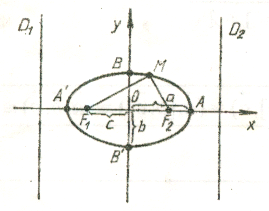 D₁ y D₂
B M
A' O a A
F₁ c b F₂ x
B'